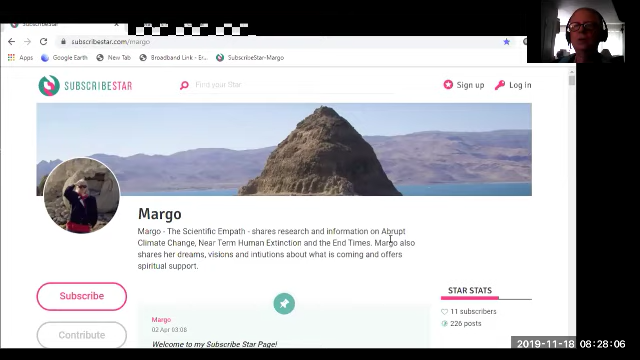 subscribestar.com/margo
Apps Google Earth New Tab Broadband Link - Er... SubscribeStar-Margo
SUBSCRIBESTAR Find your Star Sign up Log In
Margo
Margo - The Scientific Empath - shares research and information on Abrupt
Climate Change, Near Term Human Extinction and the End Times. Margo also
shares her dreams, visions and intiutions about what is coming and offers
spiritual support.
Subscribe
Contribute
STAR STATS
11 subscribers
226 posts
Margo
02 Apr 03:08
Welcome to my Subscribe Star Page!
2019-11-18 08:28:06